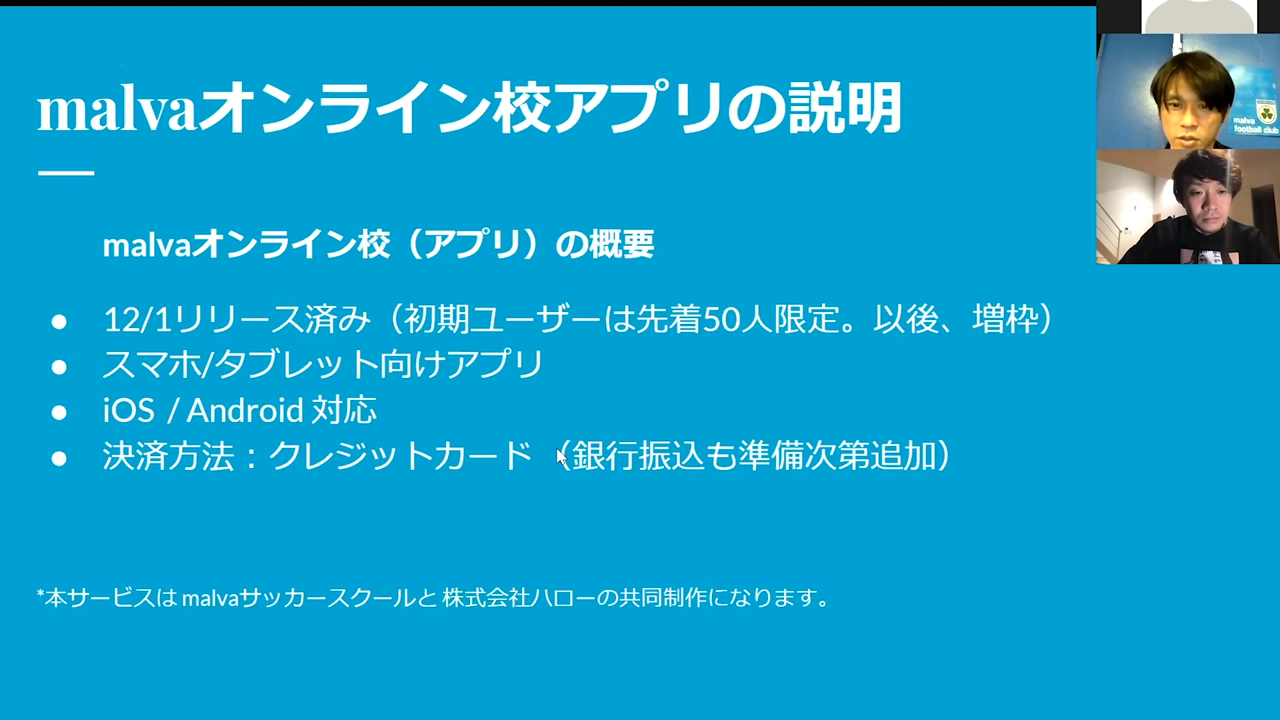 malvaオンライン校アプリの説明
malvaオンライン校（アプリ）の概要
● 12/1リリース済み（初期ユーザーは先着50人限定。以後、増枠）
● スマホ/タブレット向けアプリ
● iOS / Android 対応
● 決済方法：クレジットカード （銀行振込も準備次第追加）
*本サービスは malvaサッカースクールと 株式会社ハローの共同制作になります。
malva
football club